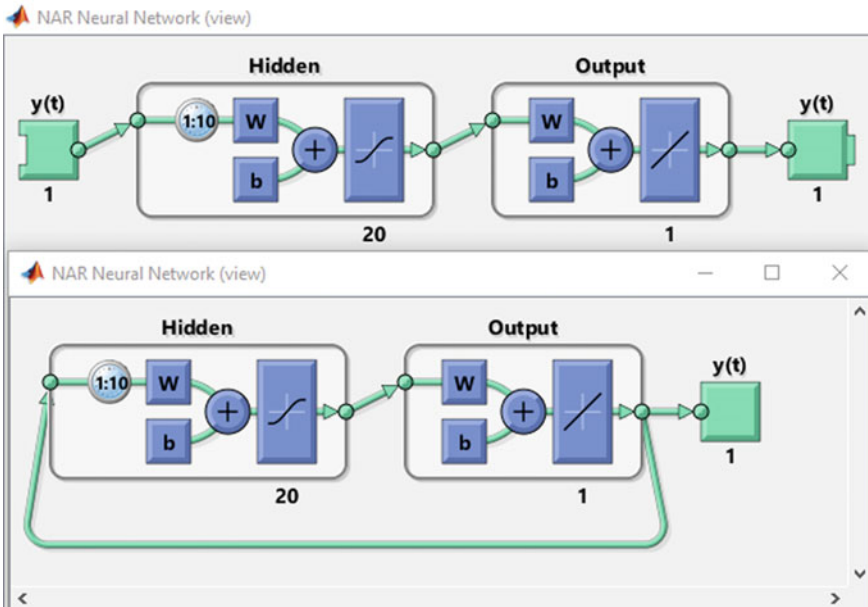 NAR Neural Network (view)
Hidden Output
y(t) y(t)
1:10 W W
b + b +
1 20 1 1
NAR Neural Network (view)
Hidden Output
y(t)
1:10 W W
b + b +
20 1 1